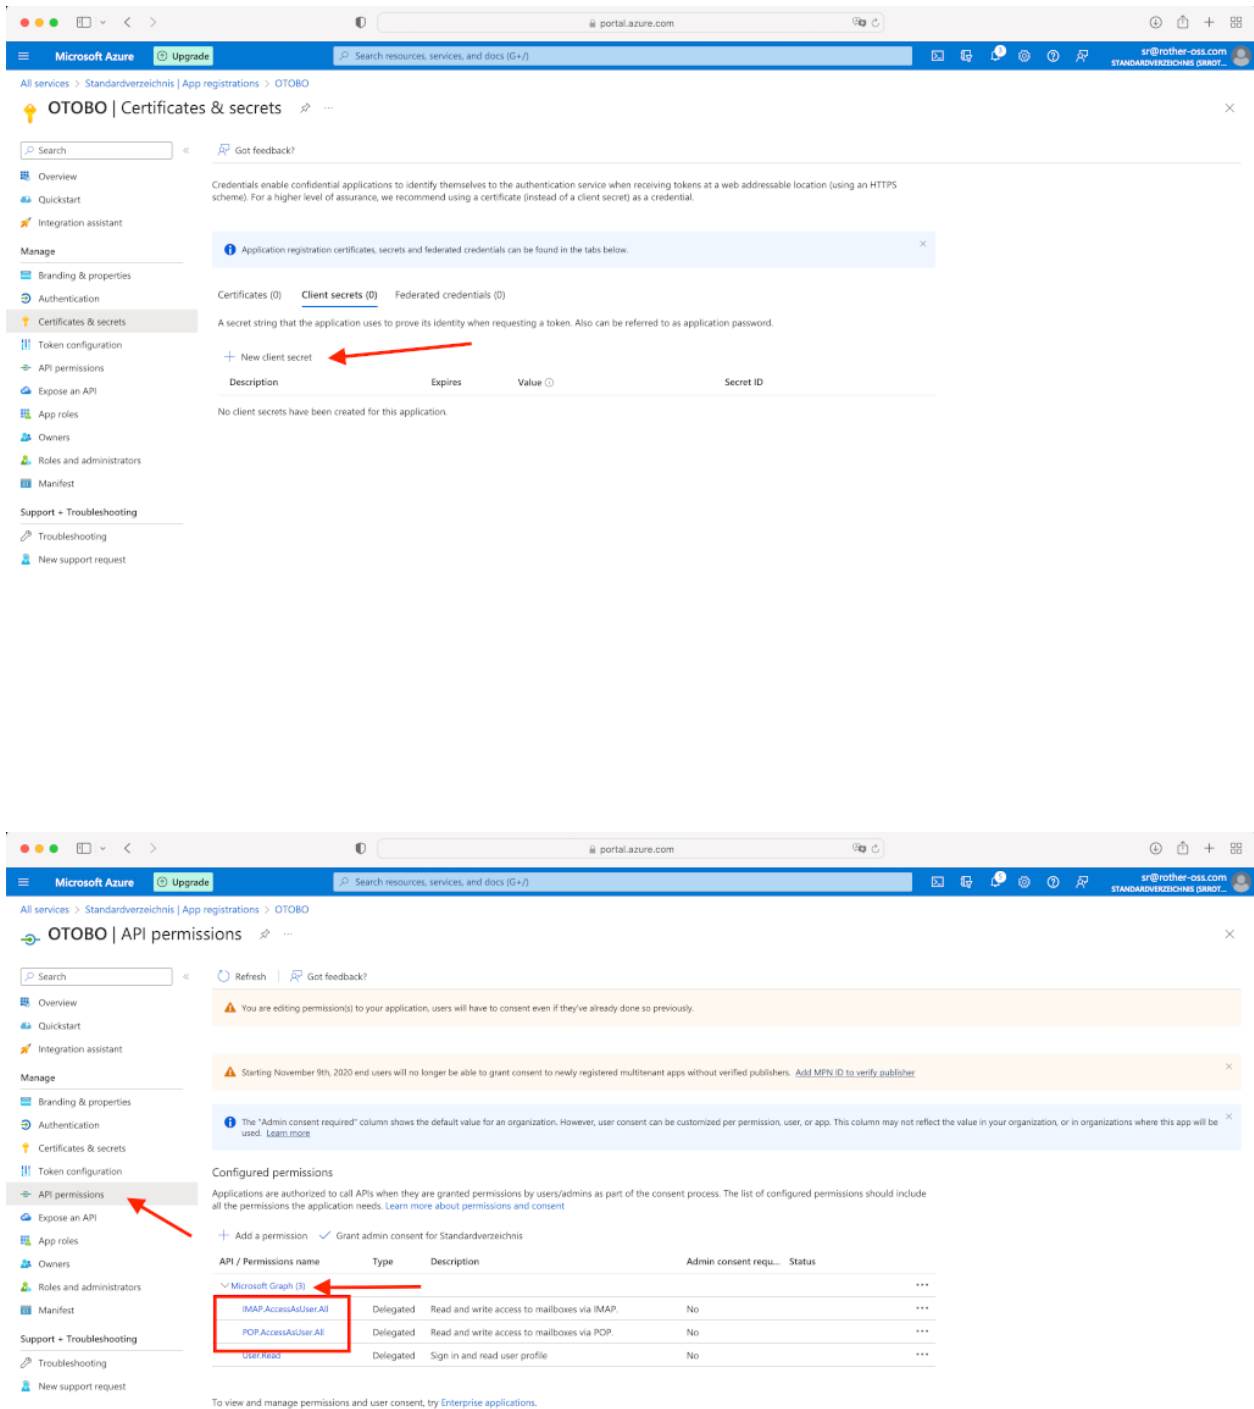 portal.azure.com
Microsoft Azure
Upgrade
Search resources, services, and docs (G+/)
3
sr@rother-oss.com
STANDARDVERZEICHNIS (SRROT...
All services > Standardverzeichnis | App registrations > OTOBO
OTOBO | Certificates & secrets
...
Search
«
Got feedback?
Overview
Quickstart
Integration assistant
Manage
Branding & properties
Authentication
Certificates & secrets
Token configuration
API permissions
Expose an API
App roles
Owners
Roles and administrators
Manifest
Support + Troubleshooting
Troubleshooting
New support request
Credentials enable confidential applications to identify themselves to the authentication service when receiving tokens at a web addressable location (using an HTTPS
scheme). For a higher level of assurance, we recommend using a certificate (instead of a client secret) as a credential.
Application registration certificates, secrets and federated credentials can be found in the tabs below.
Certificates (0) Client secrets (0) Federated credentials (0)
A secret string that the application uses to prove its identity when requesting a token. Also can be referred to as application password.
+ New client secret
Description Expires Value Secret ID
No client secrets have been created for this application.
portal.azure.com
Microsoft Azure
Upgrade
Search resources, services, and docs (G+/)
sr@rother-oss.com
STANDARDVERZEICHNIS (SRROT...
All services > Standardverzeichnis | App registrations > OTOBO
OTOBO | API permissions
...
Search
«
Refresh
Got feedback?
Overview
Quickstart
Integration assistant
Manage
Branding & properties
Authentication
Certificates & secrets
Token configuration
API permissions
Expose an API
App roles
Owners
Roles and administrators
Manifest
Support + Troubleshooting
Troubleshooting
New support request
You are editing permission(s) to your application, users will have to consent even if they've already done so previously.
Starting November 9th, 2020 end users will no longer be able to grant consent to newly registered multitenant apps without verified publishers. Add MPN ID to verify publisher
The "Admin consent required" column shows the default value for an organization. However, user consent can be customized per permission, user, or app. This column may not reflect the value in your organization, or in organizations where this app will be
used. Learn more
Configured permissions
Applications are authorized to call APIs when they are granted permissions by users/admins as part of the consent process. The list of configured permissions should include
all the permissions the application needs. Learn more about permissions and consent
+ Add a permission ✓ Grant admin consent for Standardverzeichnis
API / Permissions name Type Description Admin consent requ... Status
Microsoft Graph (3) ...
IMAP.AccessAsUser.All Delegated Read and write access to mailboxes via IMAP. No ...
POP.AccessAsUser.All Delegated Read and write access to mailboxes via POP. No ...
User.Read Delegated Sign in and read user profile No ...
To view and manage permissions and user consent, try Enterprise applications.